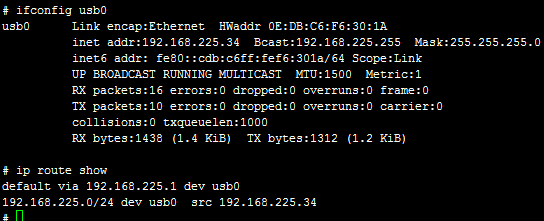 # ifconfig usb0
usb0      Link encap:Ethernet  HWaddr 0E:DB:C6:F6:30:1A
          inet addr:192.168.225.34  Bcast:192.168.225.255  Mask:255.255.255.0
          inet6 addr: fe80::cdb:c6ff:fef6:301a/64 Scope:Link
          UP BROADCAST RUNNING MULTICAST  MTU:1500  Metric:1
          RX packets:16 errors:0 dropped:0 overruns:0 frame:0
          TX packets:10 errors:0 dropped:0 overruns:0 carrier:0
          collisions:0 txqueuelen:1000
          RX bytes:1438 (1.4 KiB)  TX bytes:1312 (1.2 KiB)

# ip route show
default via 192.168.225.1 dev usb0
192.168.225.0/24 dev usb0  src 192.168.225.34
#